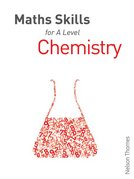 Maths Skills
for A Level
Chemistry
Nelson Thornes